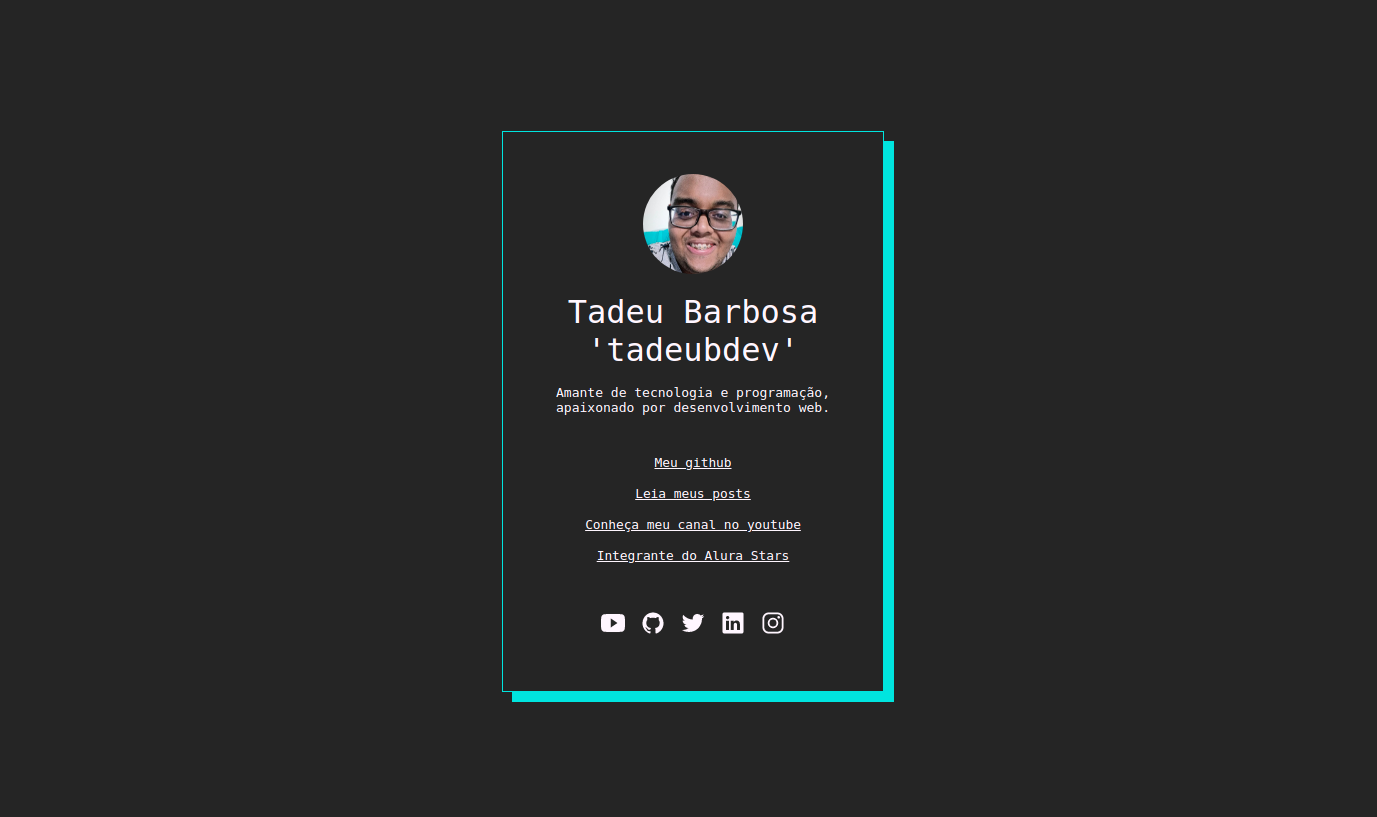 Tadeu Barbosa
'tadeubdev'
Amante de tecnologia e programação,
apaixonado por desenvolvimento web.
Meu github
Leia meus posts
Conheça meu canal no youtube
Integrante do Alura Stars
in